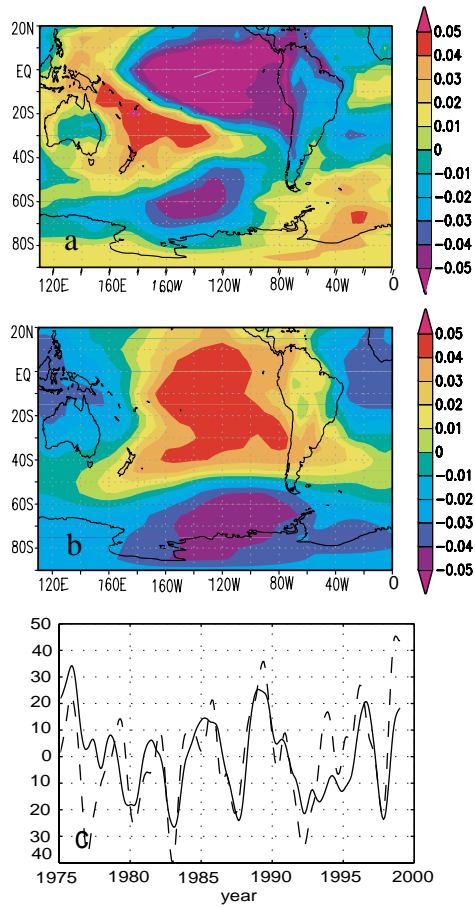 20N
EQ
20S
40S
60S
80S
a
120E 160E 160W 120W 80W 40W 0
0.05
0.04
0.03
0.02
0.01
0
−0.01
−0.02
−0.03
−0.04
−0.05
20N
EQ
20S
40S
60S
80S
b
120E 160E 160W 120W 80W 40W 0
0.05
0.04
0.03
0.02
0.01
0
−0.01
−0.02
−0.03
−0.04
−0.05
50
40
30
20
10
0
10
20
30
40
c
1975 1980 1985 1990 1995 2000
year